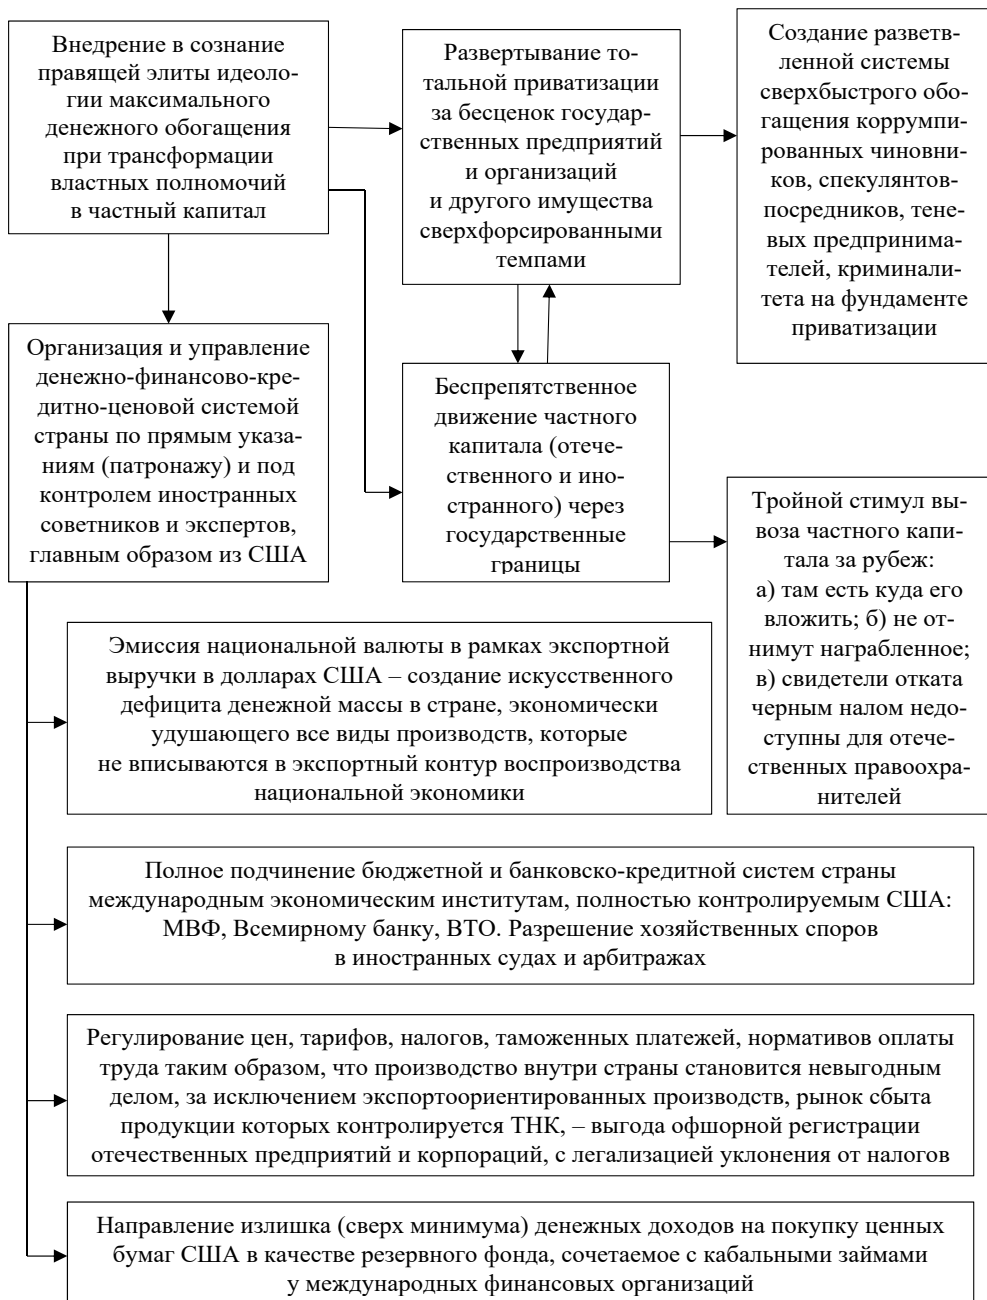 Внедрение в сознание
правящей элиты идеоло-
гии максимального
денежного обогащения
при трансформации
властных полномочий
в частный капитал
Развертывание то-
тальной приватизации
за бесценок государ-
ственных предприятий
и организаций
и другого имущества
сверхфорсированными
темпами
Создание разветв-
ленной системы
сверхбыстрого обо-
гащения коррумпи-
рованных чиновни-
ков, спекулянтов-
посредников, тене-
вых предпринима-
телей, криминали-
тета на фундаменте
приватизации
Организация и управление
денежно-финансово-кре-
дитно-ценовой системой
страны по прямым указа-
ниям (патронажу) и под
контролем иностранных
советников и экспертов,
главным образом из США
Беспрепятственное
движение частного
капитала (отече-
ственного и ино-
странного) через
государственные
границы
Тройной стимул вы-
воза частного капи-
тала за рубеж:
а) там есть куда его
вложить; б) не от-
нимут награбленное;
в) свидетели отката
черным налом недо-
ступны для отече-
ственных правоохра-
нителей
Эмиссия национальной валюты в рамках экспортной
выручки в долларах США – создание искусственного
дефицита денежной массы в стране, экономически
удушающего все виды производств, которые
не вписываются в экспортный контур воспроизводства
национальной экономики
Полное подчинение бюджетной и банковско-кредитной систем страны
международным экономическим институтам, полностью контролируемым США:
МВФ, Всемирному банку, ВТО. Разрешение хозяйственных споров
в иностранных судах и арбитражах
Регулирование цен, тарифов, налогов, таможенных платежей, нормативов оплаты
труда таким образом, что производство внутри страны становится невыгодным
делом, за исключением экспортоориентированных производств, рынок сбыта
продукции которых контролируется ТНК, – выгода офшорной регистрации
отечественных предприятий и корпораций, с легализацией уклонения от налогов
Направление излишка (сверх минимума) денежных доходов на покупку ценных
бумаг США в качестве резервного фонда, сочетаемое с кабальными займами
у международных финансовых организаций